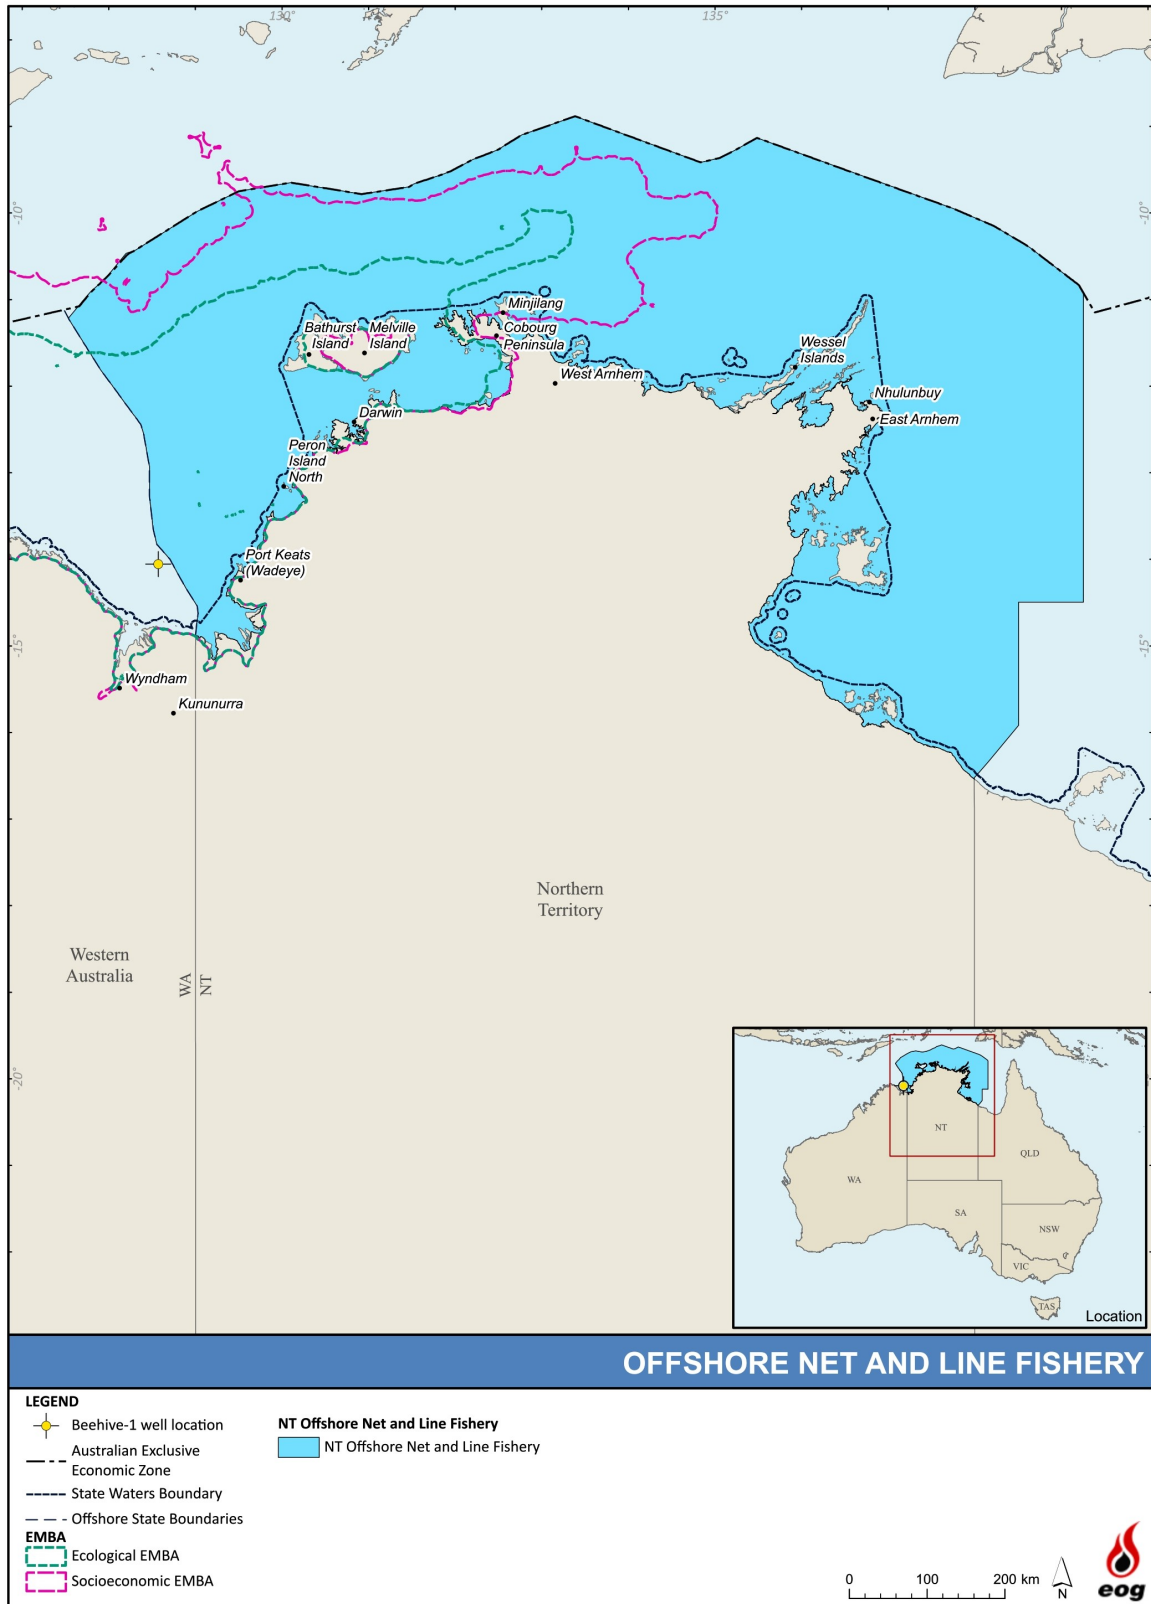 130°
135°
-10°
-10°
Minjilang
Bathurst
Island
Melville
Island
Cobourg
Peninsula
West Arnhem
Wessel
Islands
Nhulunbuy
East Arnhem
Darwin
Peron
Island
North
Port Keats
(Wadeye)
-15°
-15°
Wyndham
Kununurra
Northern
Territory
Western
Australia
WA
NT
-20°
NT
QLD
WA
SA
NSW
VIC
TAS
Location
OFFSHORE NET AND LINE FISHERY
LEGEND
Beehive-1 well location
Australian Exclusive
Economic Zone
State Waters Boundary
Offshore State Boundaries
EMBA
Ecological EMBA
Socioeconomic EMBA
NT Offshore Net and Line Fishery
NT Offshore Net and Line Fishery
0 100 200 km
N
eog